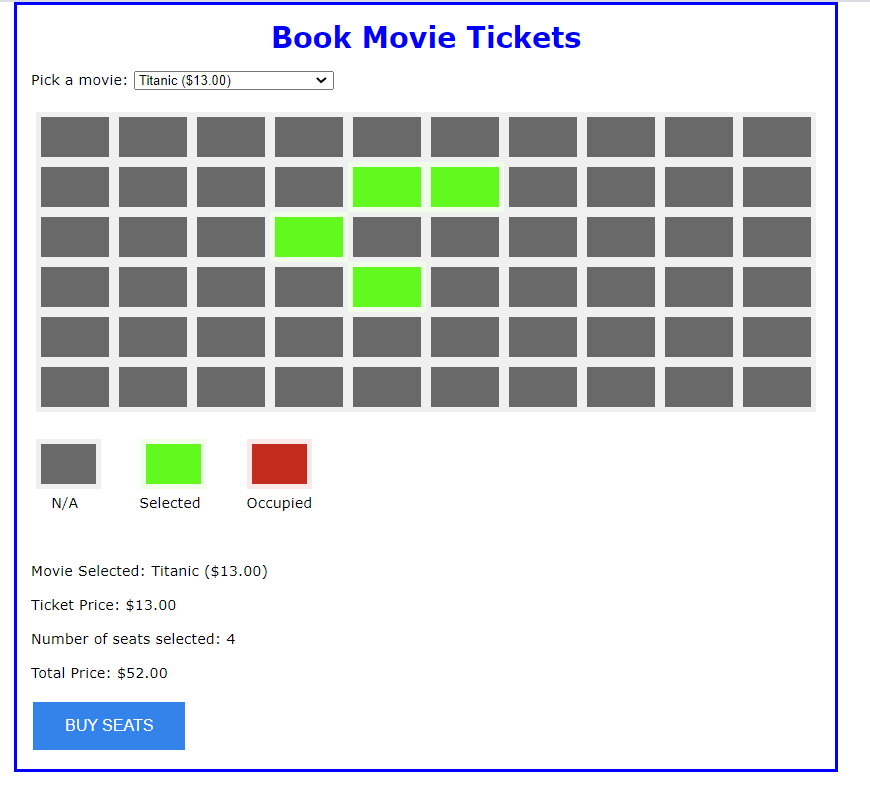 Book Movie Tickets
Pick a movie: Titanic ($13.00)
N/A Selected Occupied
Movie Selected: Titanic ($13.00)
Ticket Price: $13.00
Number of seats selected: 4
Total Price: $52.00
BUY SEATS